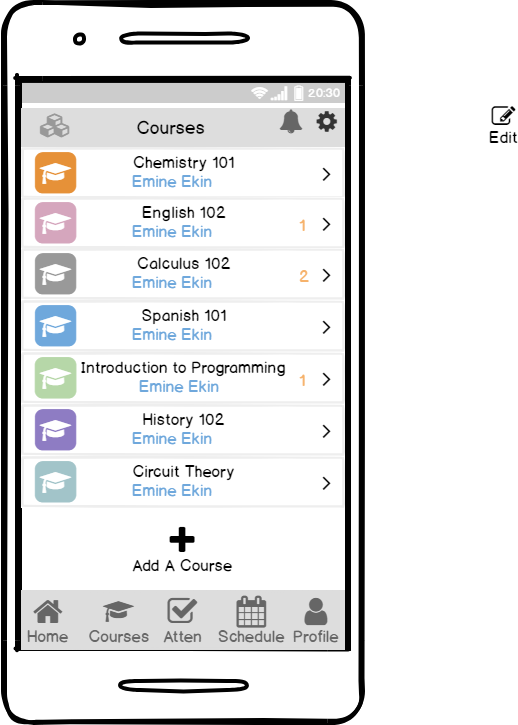 20:30
Courses
Edit
Chemistry 101
Emine Ekin
English 102
Emine Ekin
1
Calculus 102
Emine Ekin
2
Spanish 101
Emine Ekin
Introduction to Programming
Emine Ekin
1
History 102
Emine Ekin
Circuit Theory
Emine Ekin
Add A Course
Home Courses Atten Schedule Profile